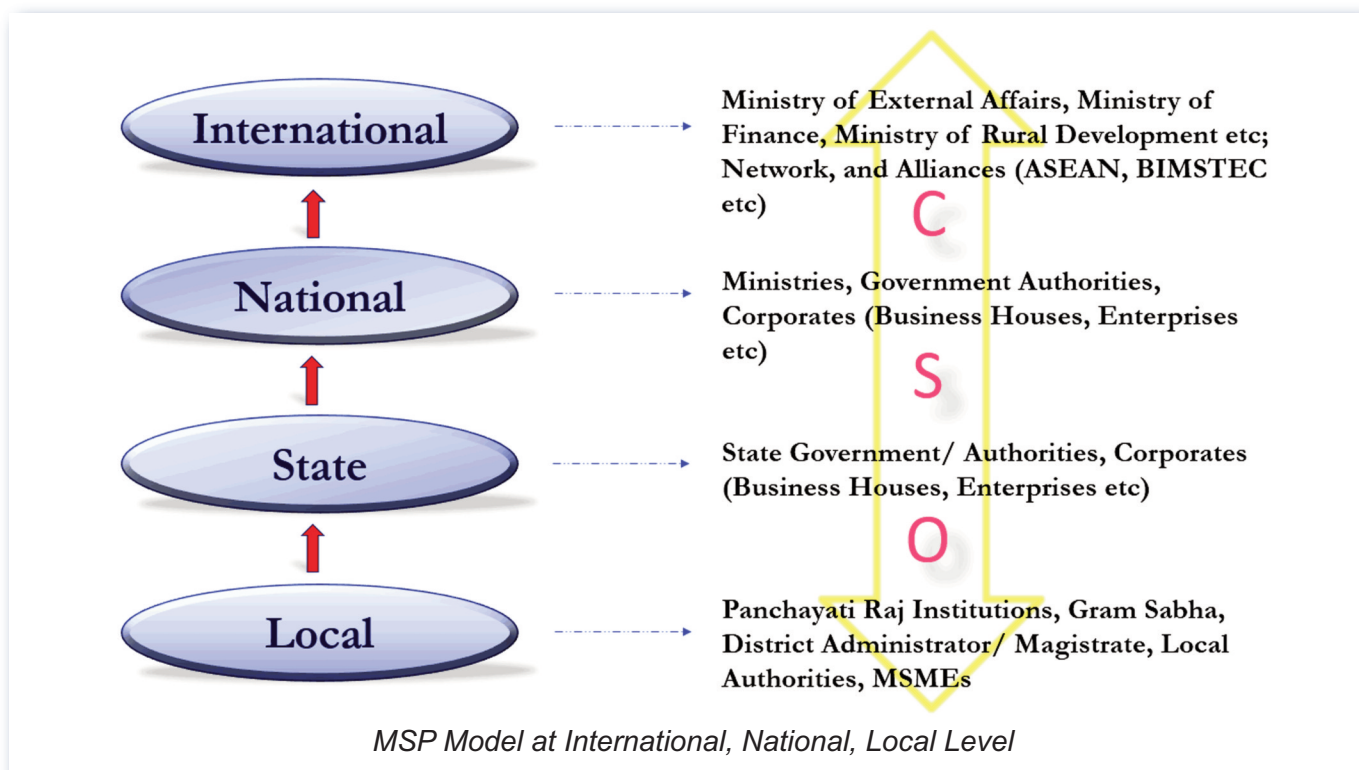 International
Ministry of External Affairs, Ministry of
Finance, Ministry of Rural Development etc;
Network, and Alliances (ASEAN, BIMSTEC
etc)
C
National
Ministries, Government Authorities,
Corporates (Business Houses, Enterprises
etc)
S
State
State Government/ Authorities, Corporates
(Business Houses, Enterprises etc)
O
Local
Panchayati Raj Institutions, Gram Sabha,
District Administrator/ Magistrate, Local
Authorities, MSMEs
MSP Model at International, National, Local Level